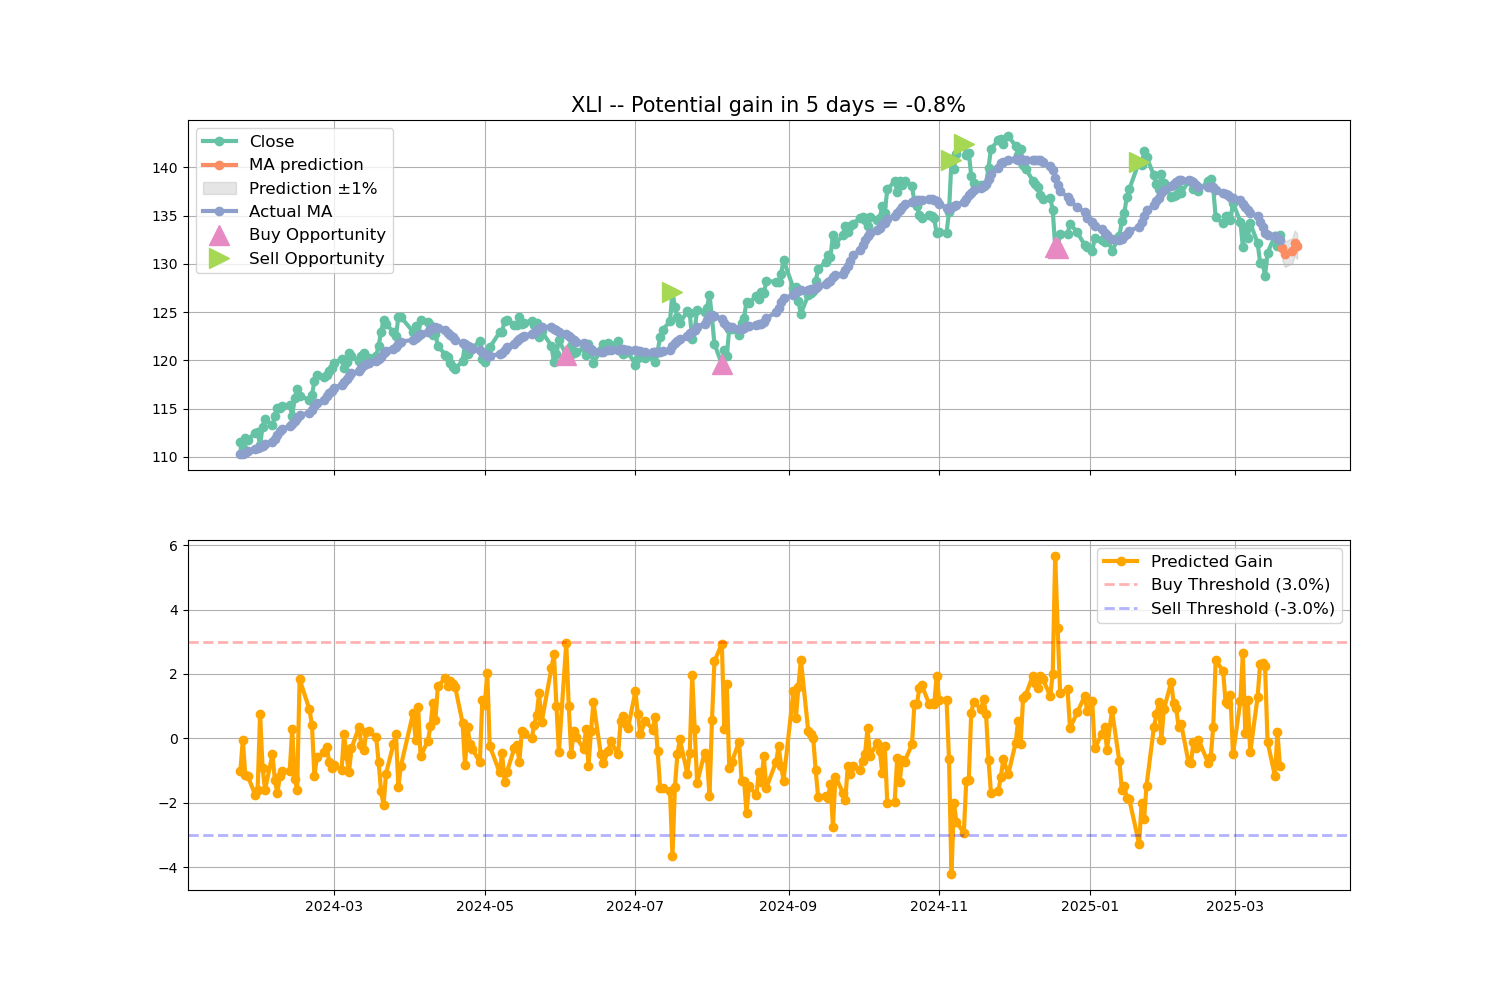 XLI -- Potential gain in 5 days = -0.8%
Close
MA prediction
Prediction ±1%
Actual MA
Buy Opportunity
Sell Opportunity
140
135
130
125
120
115
110
6
4
2
0
−2
−4
Predicted Gain
Buy Threshold (3.0%)
Sell Threshold (-3.0%)
2024-03 2024-05 2024-07 2024-09 2024-11 2025-01 2025-03